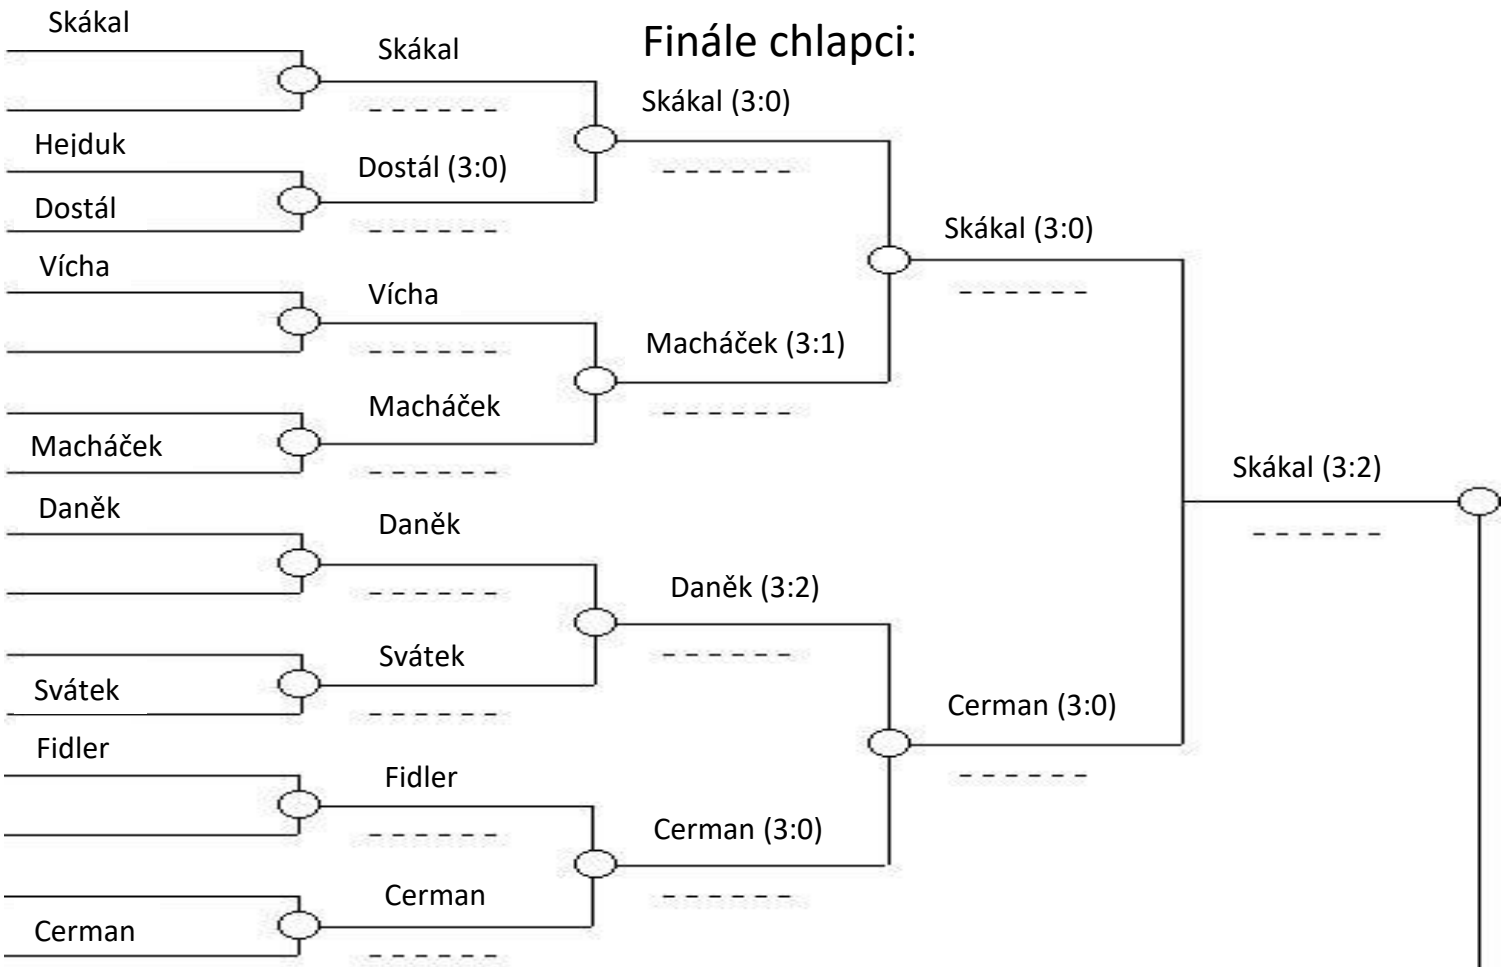 Finále chlapci:
Skákal
Hejduk
Dostál
Vícha
Macháček
Daněk
Svátek
Fidler
Cerman
Skákal
Dostál (3:0)
Vícha
Macháček
Daněk
Svátek
Fidler
Cerman
Skákal (3:0)
Macháček (3:1)
Daněk (3:2)
Cerman (3:0)
Skákal (3:0)
Cerman (3:0)
Skákal (3:2)